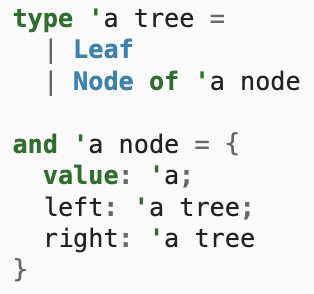 type 'a tree =
  | Leaf
  | Node of 'a node

and 'a node = {
  value: 'a;
  left: 'a tree;
  right: 'a tree
}